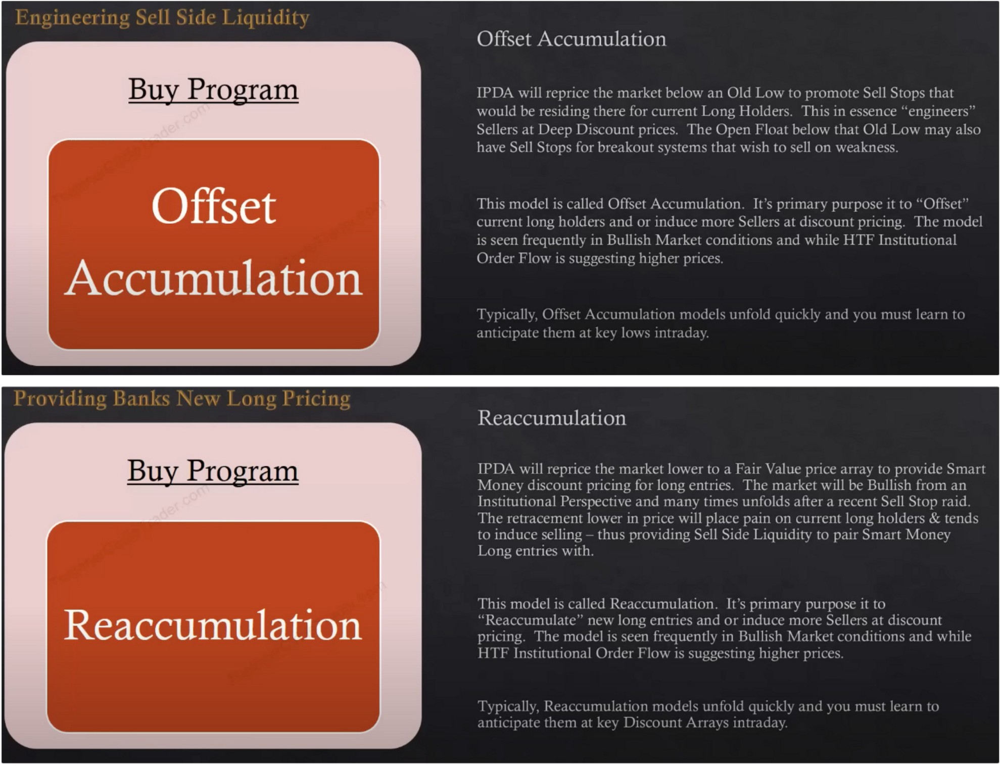 Engineering Sell Side Liquidity
Buy Program
Offset
Accumulation
Offset Accumulation
IPDA will reprice the market below an Old Low to promote Sell Stops that
would be residing there for current Long Holders.  This in essence “engineers”
Sellers at Deep Discount prices.  The Open Float below that Old Low may also
have Sell Stops for breakout systems that wish to sell on weakness.
This model is called Offset Accumulation.  It’s primary purpose it to “Offset”
current long holders and or induce more Sellers at discount pricing.  The model
is seen frequently in Bullish Market conditions and while HTF Institutional
Order Flow is suggesting higher prices.
Typically, Offset Accumulation models unfold quickly and you must learn to
anticipate them at key lows intraday.
Providing Banks New Long Pricing
Buy Program
Reaccumulation
Reaccumulation
IPDA will reprice the market lower to a Fair Value price array to provide Smart
Money discount pricing for long entries.  The market will be Bullish from an
Institutional Perspective and many times unfolds after a recent Sell Stop raid.
The retracement lower in price will place pain on current long holders & tends
to induce selling – thus providing Sell Side Liquidity to pair Smart Money
Long entries with.
This model is called Reaccumulation.  It’s primary purpose it to
“Reaccumulate” new long entries and or induce more Sellers at discount
pricing.  The model is seen frequently in Bullish Market conditions and while
HTF Institutional Order Flow is suggesting higher prices.
Typically, Reaccumulation models unfold quickly and you must learn to
anticipate them at key Discount Arrays intraday.